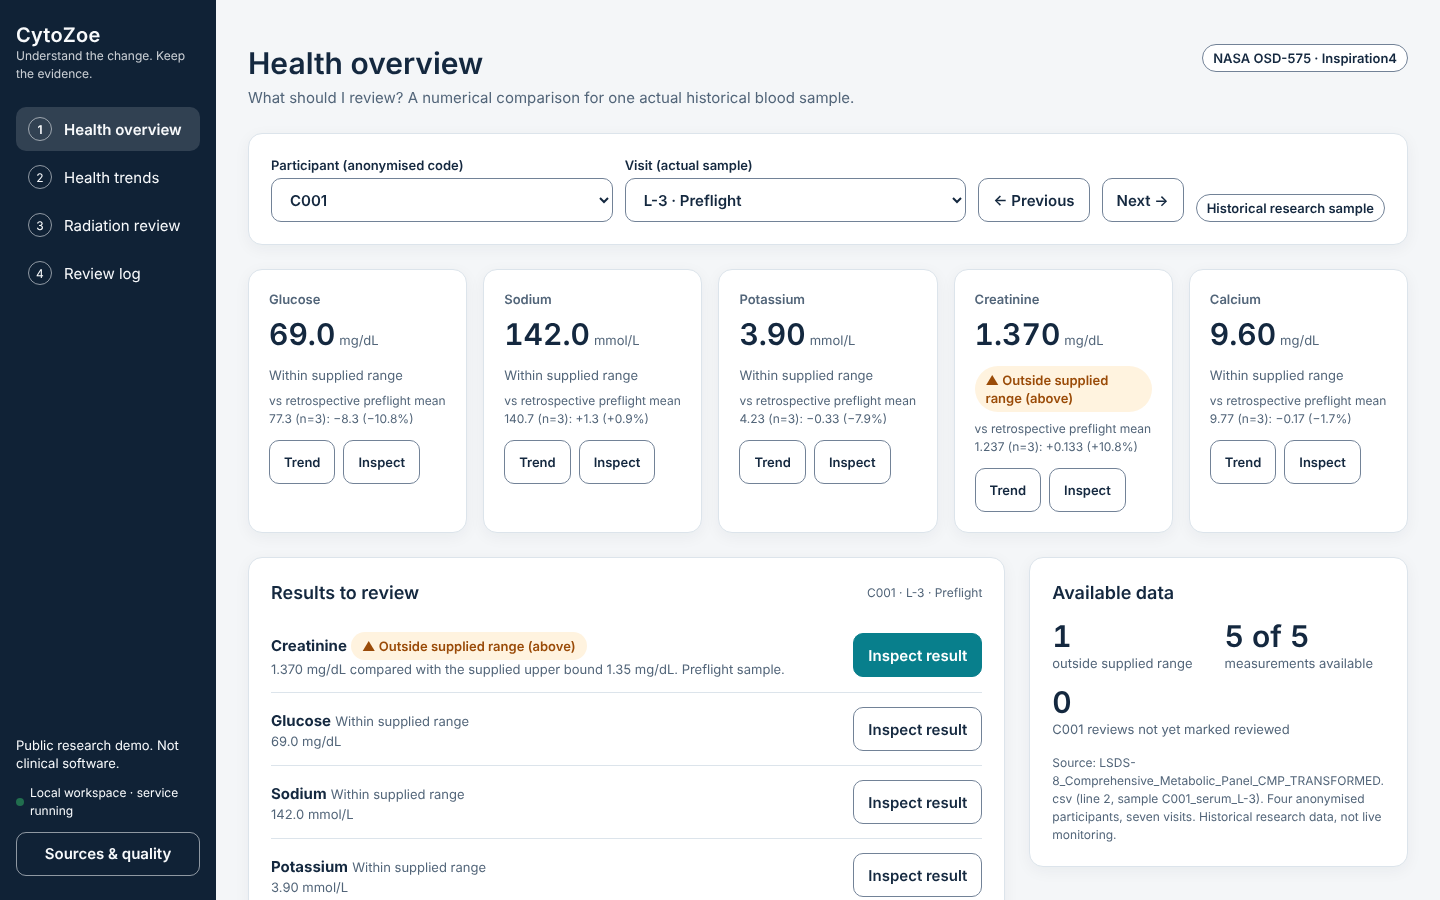 CytoZoe
Understand the change. Keep
the evidence.
1 Health overview
2 Health trends
3 Radiation review
4 Review log
Public research demo. Not
clinical software.
Local workspace · service
running
Sources & quality
Health overview
NASA OSD-575 · Inspiration4
What should I review? A numerical comparison for one actual historical blood sample.
Participant (anonymised code)
C001
Visit (actual sample)
L-3 · Preflight
← Previous
Next →
Historical research sample
Glucose
69.0 mg/dL
Within supplied range
vs retrospective preflight mean
77.3 (n=3): −8.3 (−10.8%)
Trend
Inspect
Sodium
142.0 mmol/L
Within supplied range
vs retrospective preflight mean
140.7 (n=3): +1.3 (+0.9%)
Trend
Inspect
Potassium
3.90 mmol/L
Within supplied range
vs retrospective preflight mean
4.23 (n=3): −0.33 (−7.9%)
Trend
Inspect
Creatinine
1.370 mg/dL
▲ Outside supplied
range (above)
vs retrospective preflight mean
1.237 (n=3): +0.133 (+10.8%)
Trend
Inspect
Calcium
9.60 mg/dL
Within supplied range
vs retrospective preflight mean
9.77 (n=3): −0.17 (−1.7%)
Trend
Inspect
Results to review
C001 · L-3 · Preflight
Creatinine ▲ Outside supplied range (above)
1.370 mg/dL compared with the supplied upper bound 1.35 mg/dL. Preflight sample.
Inspect result
Glucose Within supplied range
69.0 mg/dL
Inspect result
Sodium Within supplied range
142.0 mmol/L
Inspect result
Potassium Within supplied range
3.90 mmol/L
Inspect result
Available data
1
outside supplied range
5 of 5
measurements available
0
C001 reviews not yet marked reviewed
Source: LSDS-
8_Comprehensive_Metabolic_Panel_CMP_TRANSFORMED.
csv (line 2, sample C001_serum_L-3). Four anonymised
participants, seven visits. Historical research data, not live
monitoring.